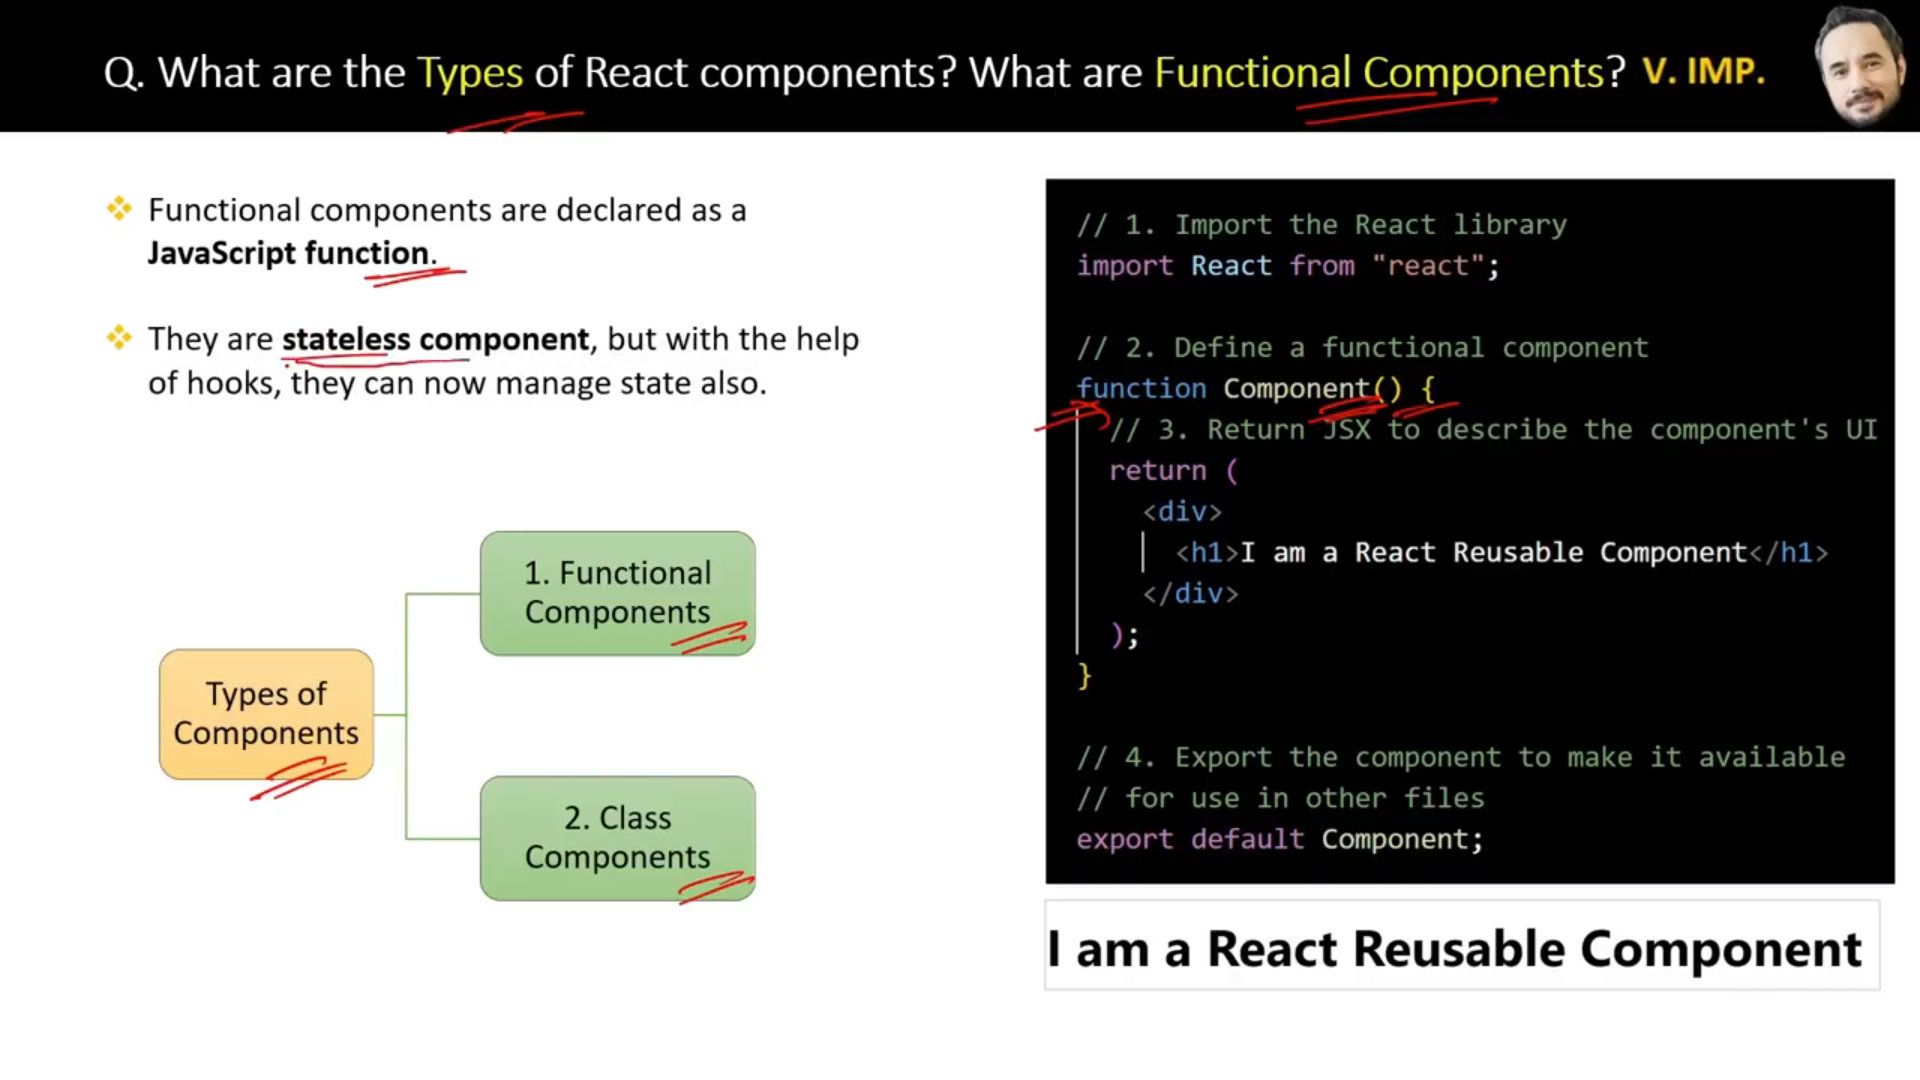 Q. What are the Types of React components? What are Functional Components? V. IMP.
Functional components are declared as a
JavaScript function.
They are stateless component, but with the help
of hooks, they can now manage state also.
Types of
Components
1. Functional
Components
2. Class
Components
// 1. Import the React library
import React from "react";
// 2. Define a functional component
function Component() {
// 3. Return JSX to describe the component's UI
return (
<div>
<h1>I am a React Reusable Component</h1>
</div>
);
}
// 4. Export the component to make it available
// for use in other files
export default Component;
I am a React Reusable Component